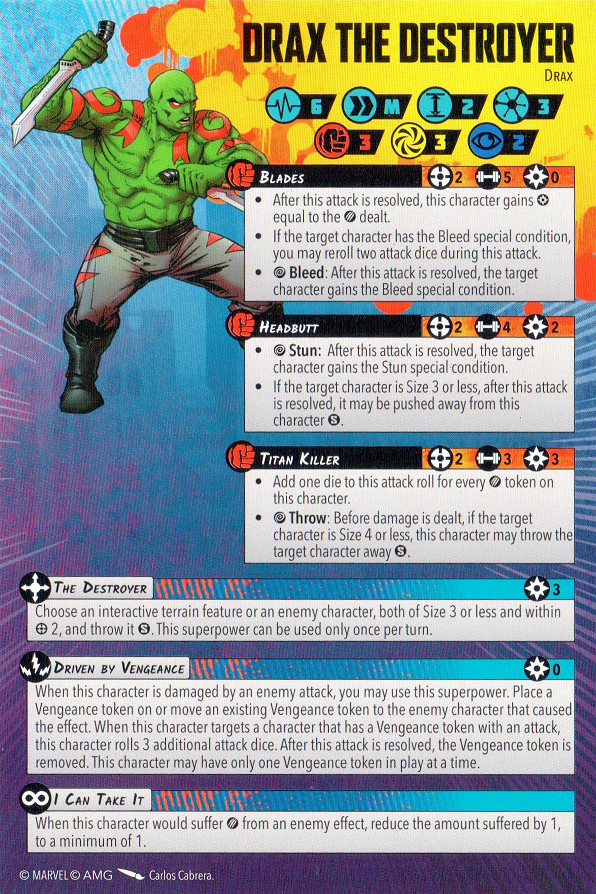 DRAX THE DESTROYER
DRAX
6 M 2 3
3 3 2
BLADES 2 5 0
• After this attack is resolved, this character gains
equal to the dealt.
• If the target character has the Bleed special condition,
you may reroll two attack dice during this attack.
• Bleed: After this attack is resolved, the target
character gains the Bleed special condition.
HEADBUTT 2 4 2
• Stun: After this attack is resolved, the target
character gains the Stun special condition.
• If the target character is Size 3 or less, after this attack
is resolved, it may be pushed away from this
character S.
TITAN KILLER 2 3 3
• Add one die to this attack roll for every token on
this character.
• Throw: Before damage is dealt, if the target
character is Size 4 or less, this character may throw the
target character away S.
THE DESTROYER 3
Choose an interactive terrain feature or an enemy character, both of Size 3 or less and within
2, and throw it S. This superpower can be used only once per turn.
DRIVEN BY VENGEANCE 0
When this character is damaged by an enemy attack, you may use this superpower. Place a
Vengeance token on or move an existing Vengeance token to the enemy character that caused
the effect. When this character targets a character that has a Vengeance token with an attack,
this character rolls 3 additional attack dice. After this attack is resolved, the Vengeance token is
removed. This character may have only one Vengeance token in play at a time.
I CAN TAKE IT
When this character would suffer from an enemy effect, reduce the amount suffered by 1,
to a minimum of 1.
© MARVEL © AMG Carlos Cabrera.